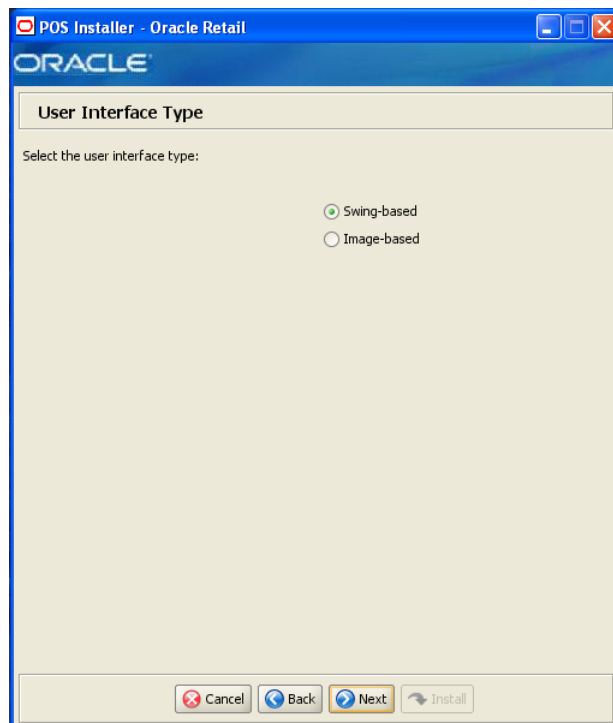 POS Installer - Oracle Retail
ORACLE
User Interface Type
Select the user interface type:
Swing-based
Image-based
Cancel Back Next Install